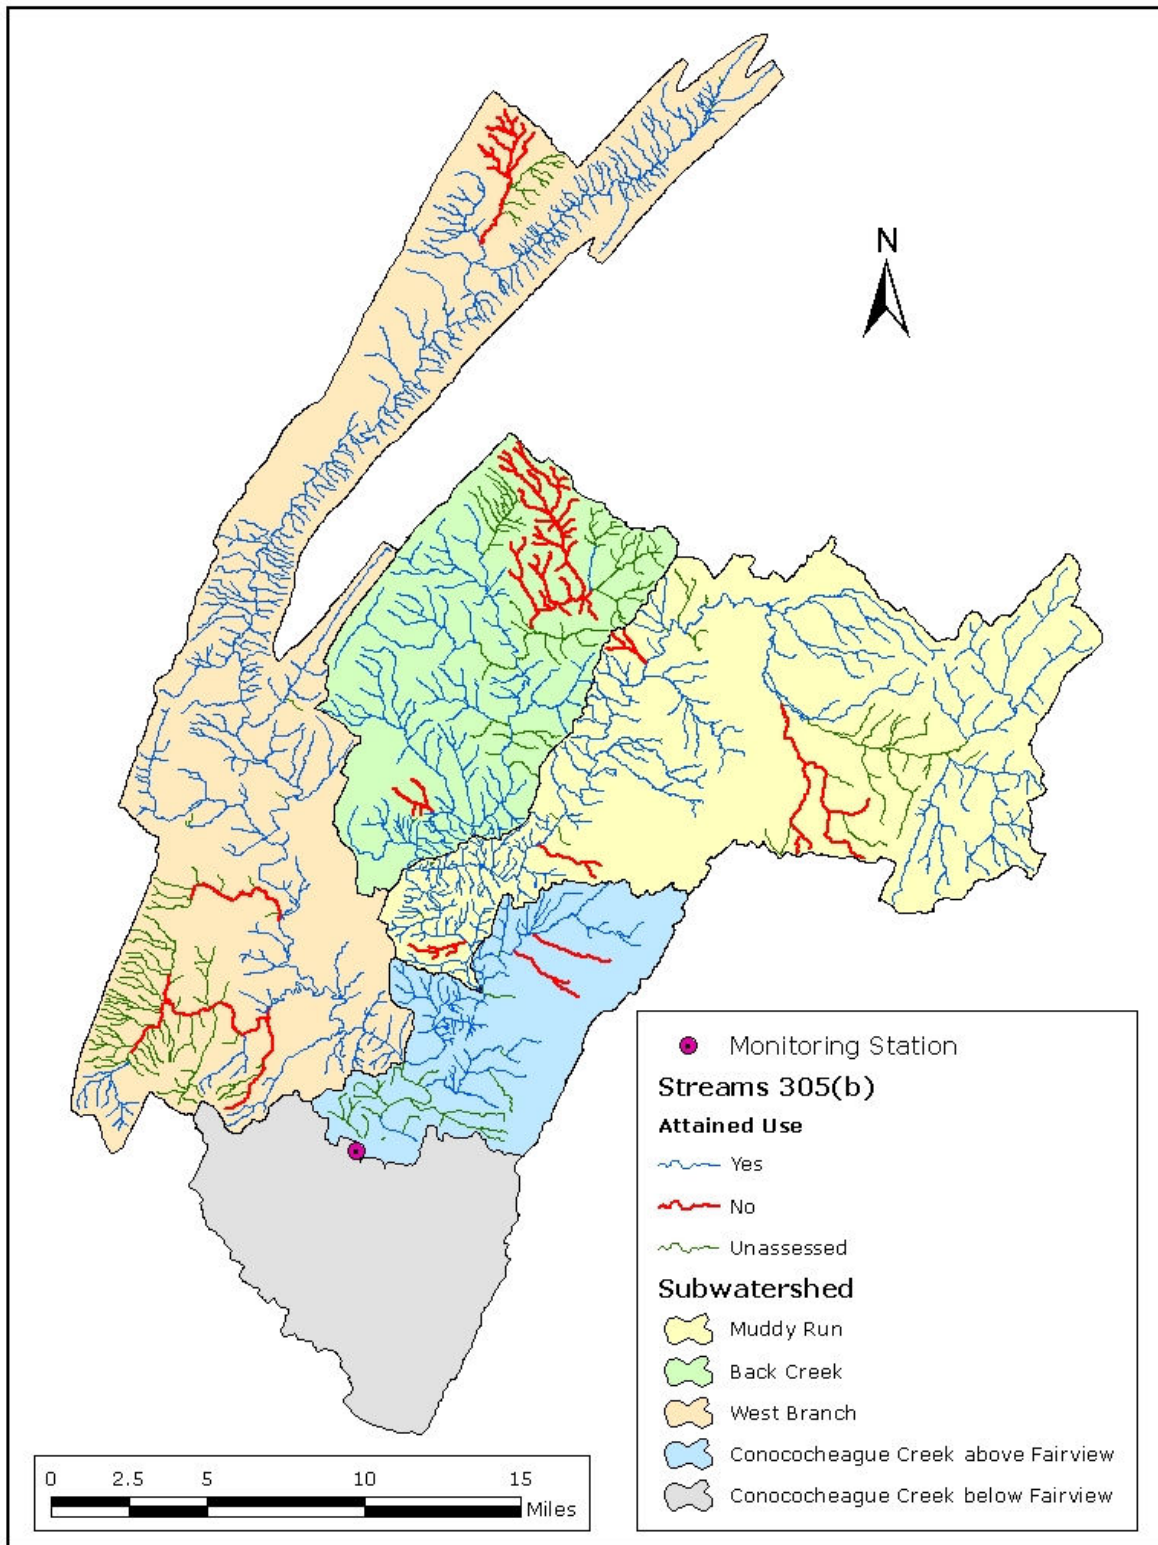 N
Monitoring Station
Streams 305(b)
Attained Use
Yes
No
Unassessed
Subwatershed
Muddy Run
Back Creek
West Branch
Conococheague Creek above Fairview
Conococheague Creek below Fairview
0 2.5 5 10 15
Miles